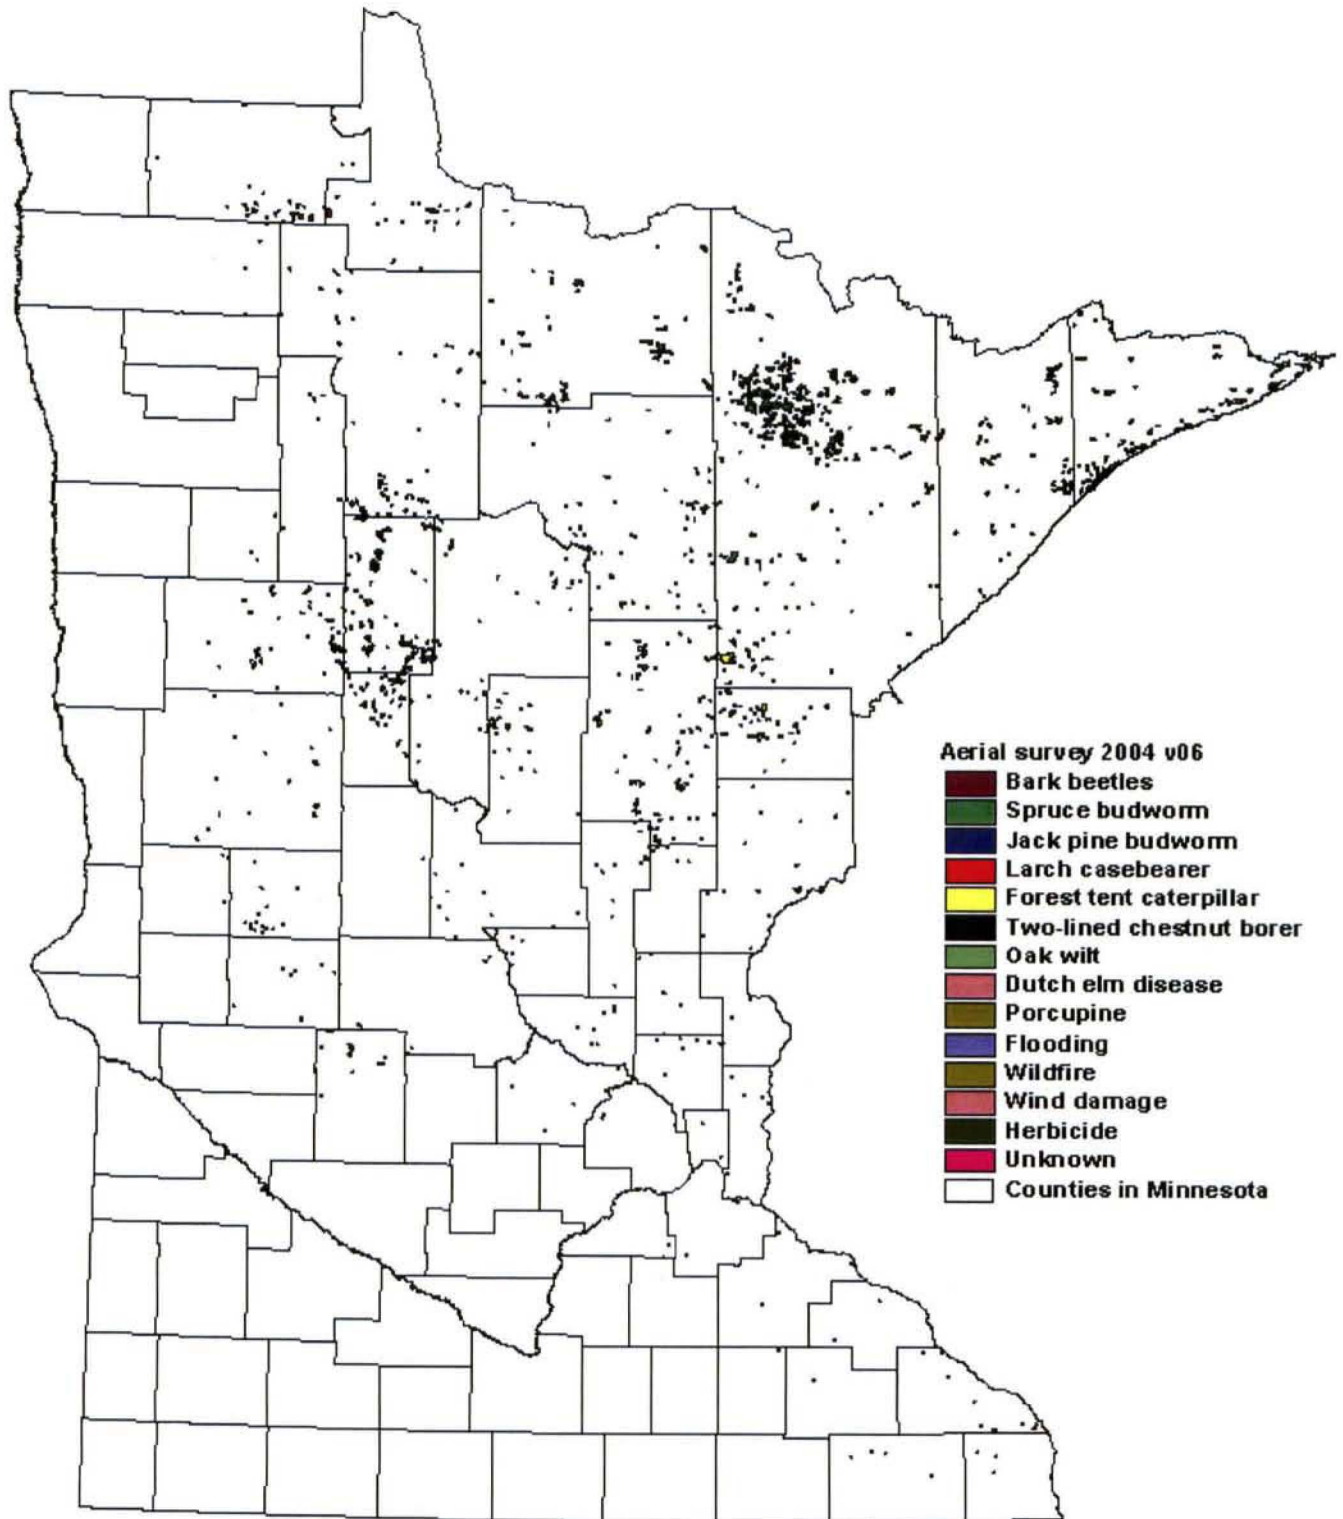 Aerial survey 2004 v06
Bark beetles
Spruce budworm
Jack pine budworm
Larch casebearer
Forest tent caterpillar
Two-lined chestnut borer
Oak wilt
Dutch elm disease
Porcupine
Flooding
Wildfire
Wind damage
Herbicide
Unknown
Counties in Minnesota